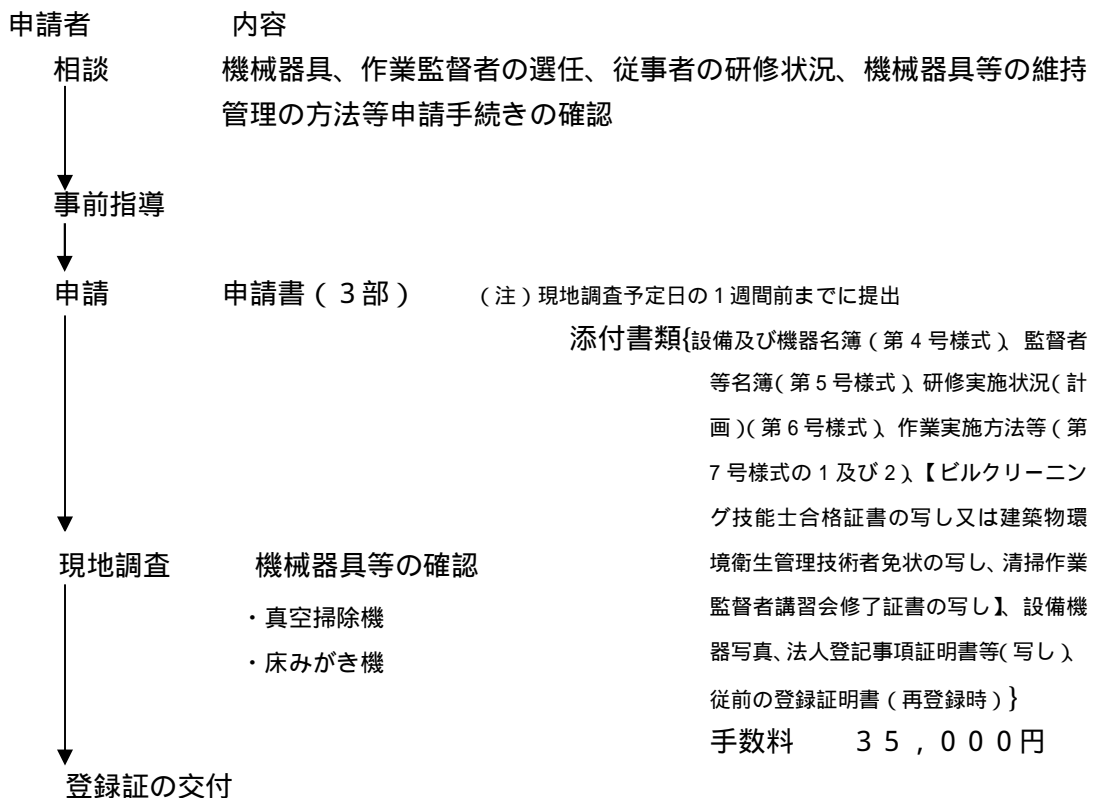 申請者 内容
相談 機械器具、作業監督者の選任、従事者の研修状況、機械器具等の維持
管理の方法等申請手続きの確認
事前指導
申請 申請書（３部） （注）現地調査予定日の１週間前までに提出
添付書類{設備及び機器名簿（第４号様式）、監督者
等名簿（第５号様式）、研修実施状況（計
画）（第６号様式）、作業実施方法等（第
７号様式の１及び２）、【ビルクリーニン
グ技能士合格証書の写し又は建築物環
境衛生管理技術者免状の写し、清掃作業
監督者講習会修了証書の写し】、設備機
器写真、法人登記事項証明書等（写し）、
従前の登録証明書（再登録時）}
手数料 ３５，０００円
現地調査 機械器具等の確認
・真空掃除機
・床みがき機
登録証の交付